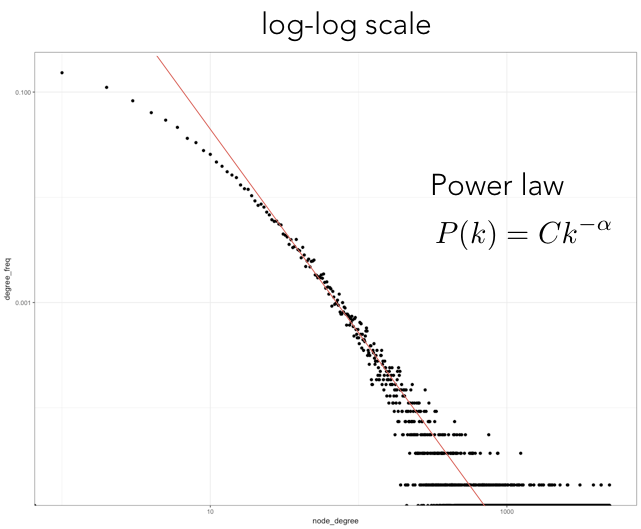 log-log scale
0.100
Power law
P(k) = Ck^{-α}
degree_freq
0.001
10
1000
node_degree